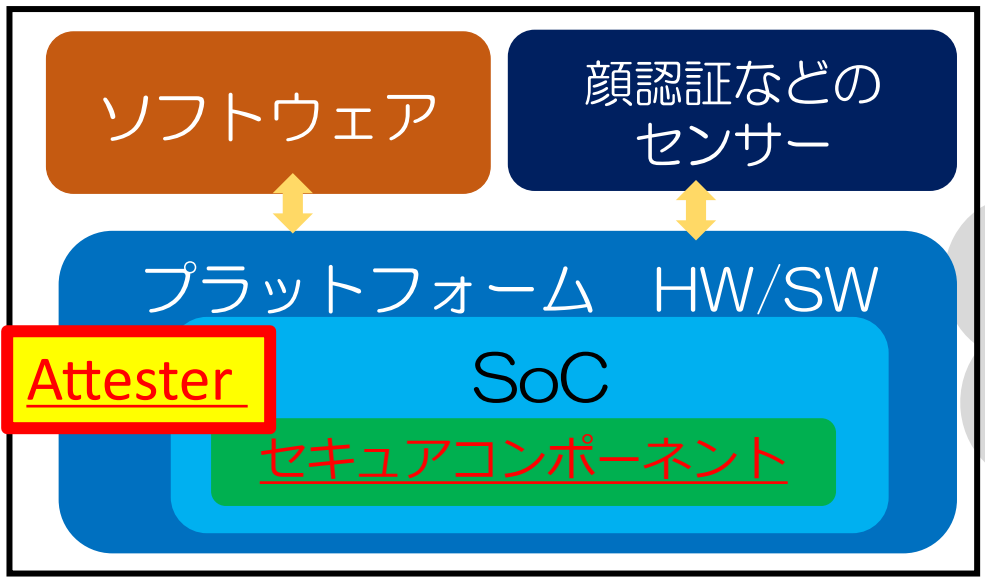 ソフトウェア
顔認証などの
センサー
プラットフォーム　HW/SW
Attester
SoC
セキュアコンポーネント